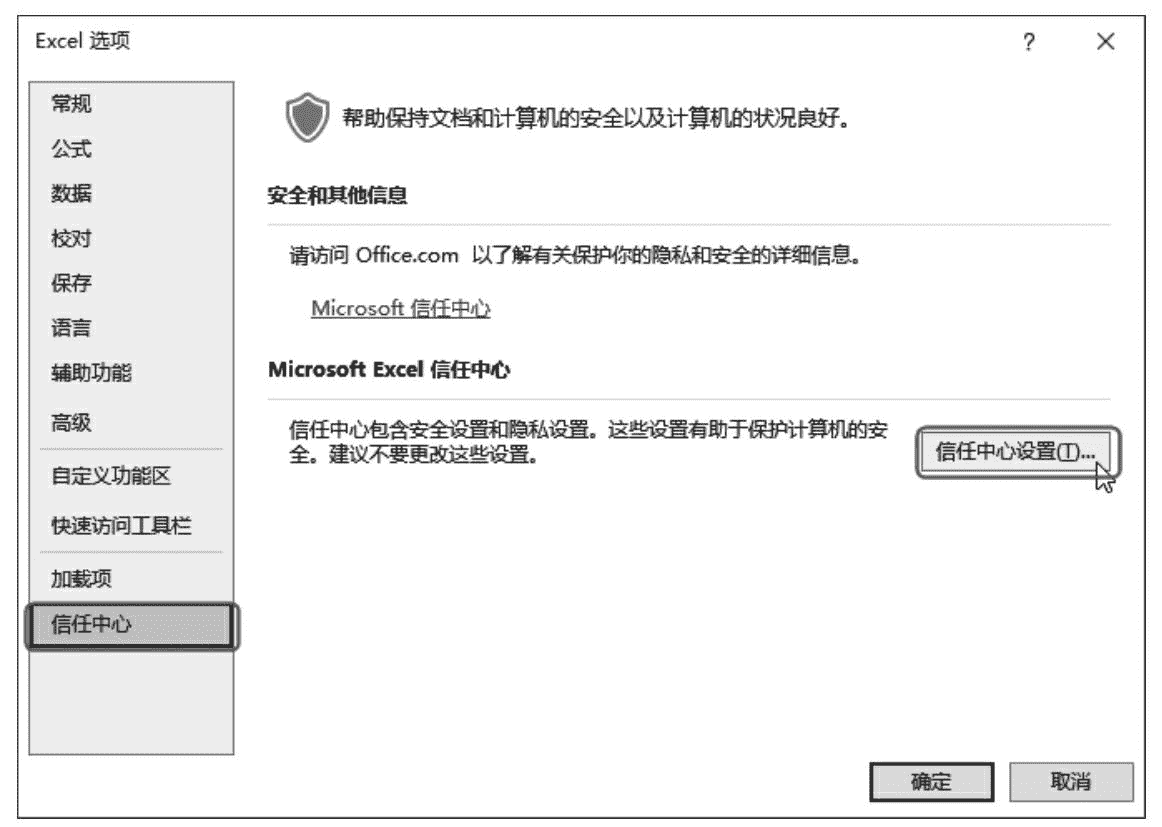 Excel 选项
?
常规
公式
数据
校对
保存
语言
辅助功能
高级
自定义功能区
快速访问工具栏
加载项
信任中心
帮助保持文档和计算机的安全以及计算机的状况良好。
安全和其他信息
请访问 Office.com 以了解有关保护你的隐私和安全的详细信息。
Microsoft 信任中心
Microsoft Excel 信任中心
信任中心包含安全设置和隐私设置。这些设置有助于保护计算机的安
全。建议不要更改这些设置。
信任中心设置(T)...
确定
取消